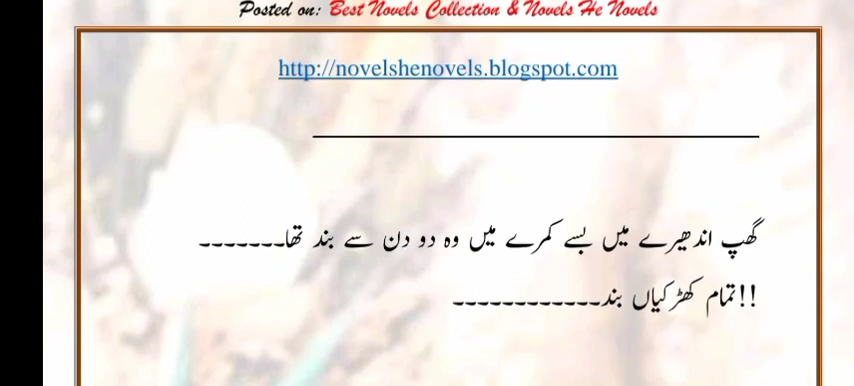 Posted on: Best Novels Collection & Novels He Novels
http://novelshenovels.blogspot.com
گھپ اندھیرے میں بسے کمرے میں وہ دو دن سے بند تھا۔۔۔۔۔۔۔
!!تمام کھڑکیاں بند۔۔۔۔۔۔۔۔۔۔۔۔